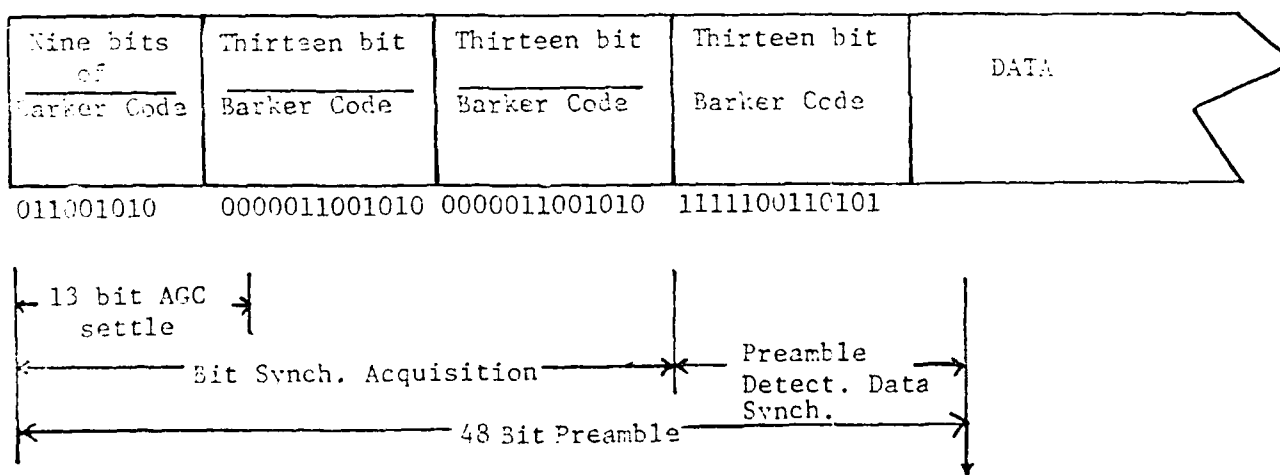 Nine bits
of
Barker Code
Thirteen bit
Barker Code
Thirteen bit
Barker Code
Thirteen bit
Barker Code
DATA
011001010
0000011001010
0000011001010
1111100110101
13 bit AGC
settle
Bit Synch. Acquisition
Preamble
Detect. Data
Synch.
48 Bit Preamble